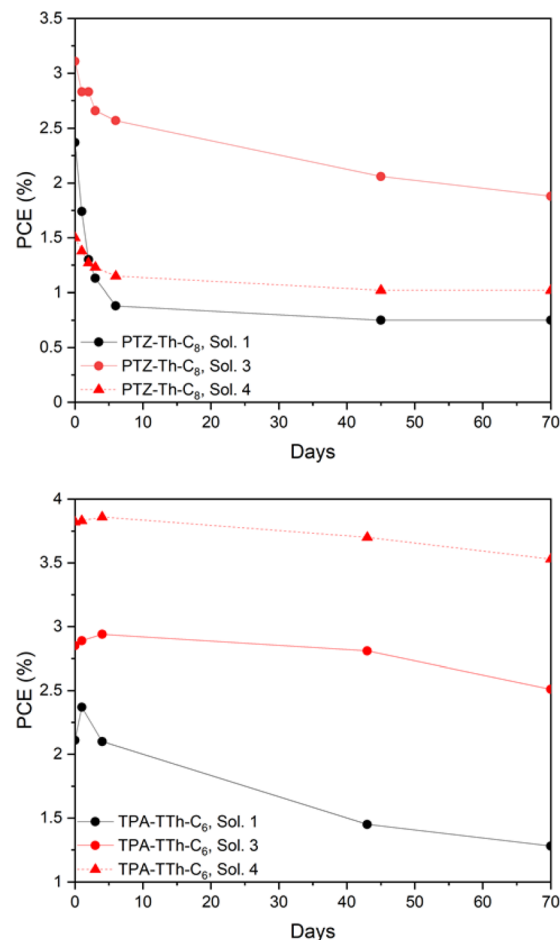 3.5
3
2.5
2
1.5
1
0.5
0
PCE (%)
PTZ-Th-C₈, Sol. 1
PTZ-Th-C₈, Sol. 3
PTZ-Th-C₈, Sol. 4
0 10 20 30 40 50 60 70
Days
4
3.5
3
2.5
2
1.5
1
PCE (%)
TPA-TTh-C₆, Sol. 1
TPA-TTh-C₆, Sol. 3
TPA-TTh-C₆, Sol. 4
0 10 20 30 40 50 60 70
Days